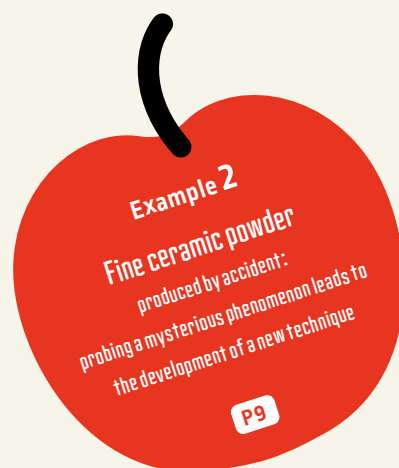 Example 2
Fine ceramic powder
produced by accident:
probing a mysterious phenomenon leads to
the development of a new technique
P9